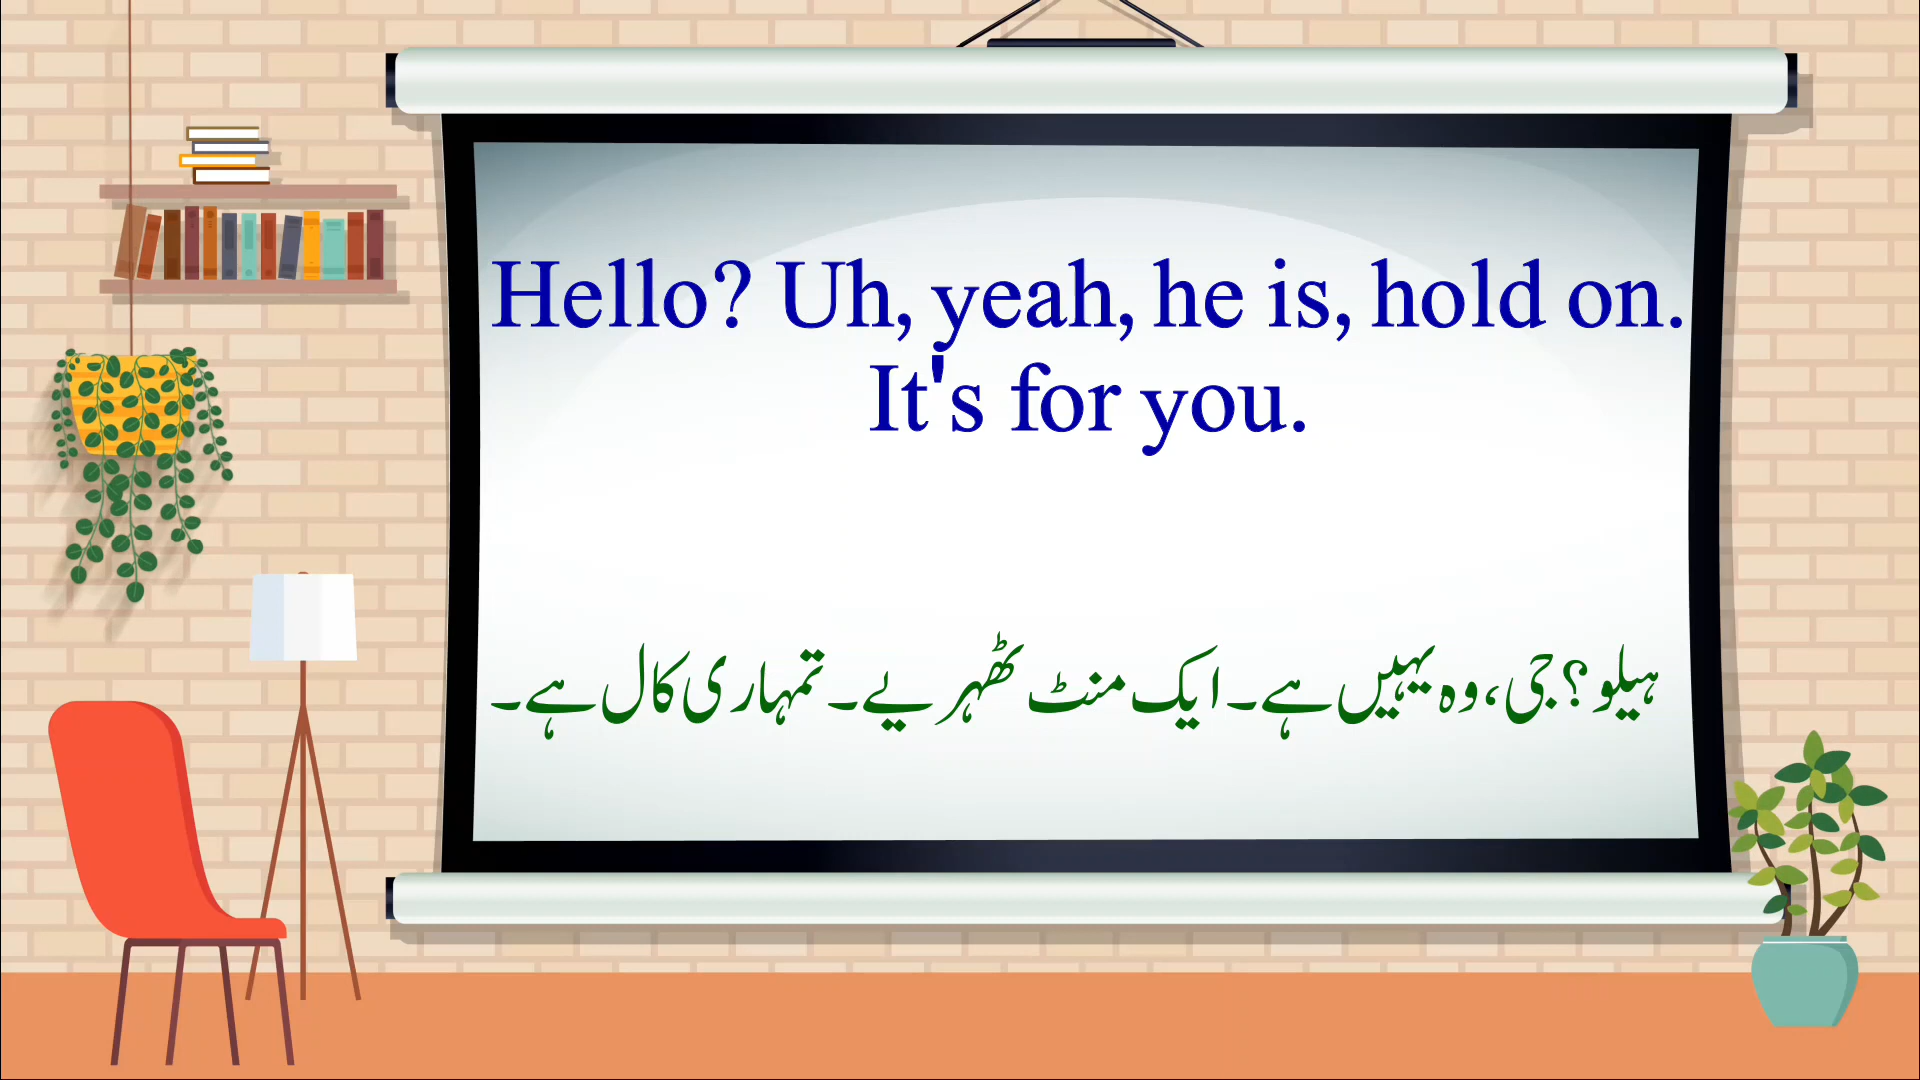 Hello? Uh, yeah, he is, hold on.
It's for you.
ہیلو؟ جی، وہ یہیں ہے۔ ایک منٹ ٹھہریے۔ تمہاری کال ہے۔